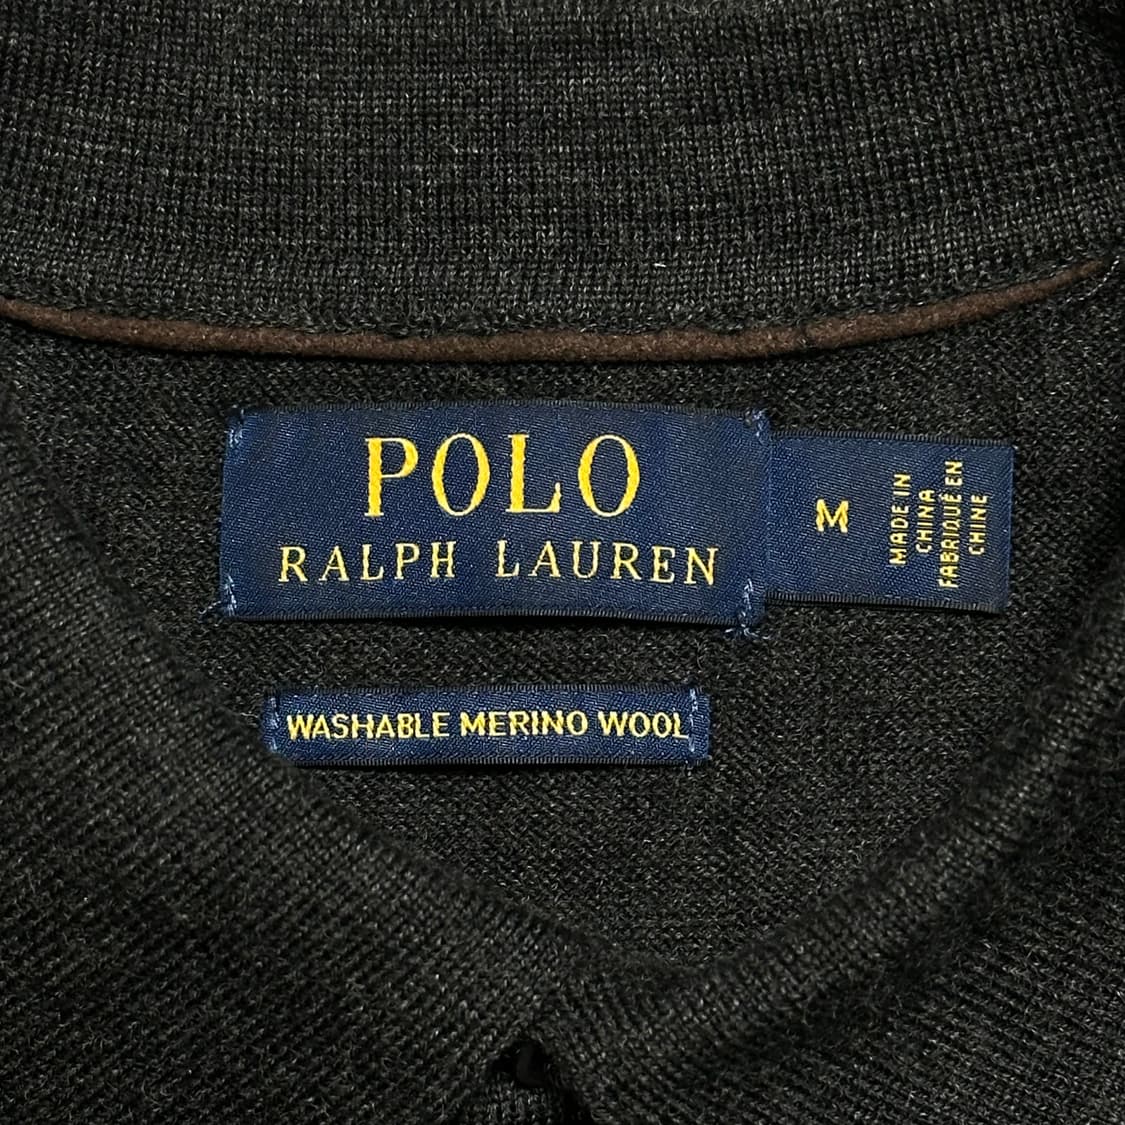 POLO
RALPH LAUREN
M
MADE IN
CHINA
FABRIQUÉ EN
CHINE
WASHABLE MERINO WOOL